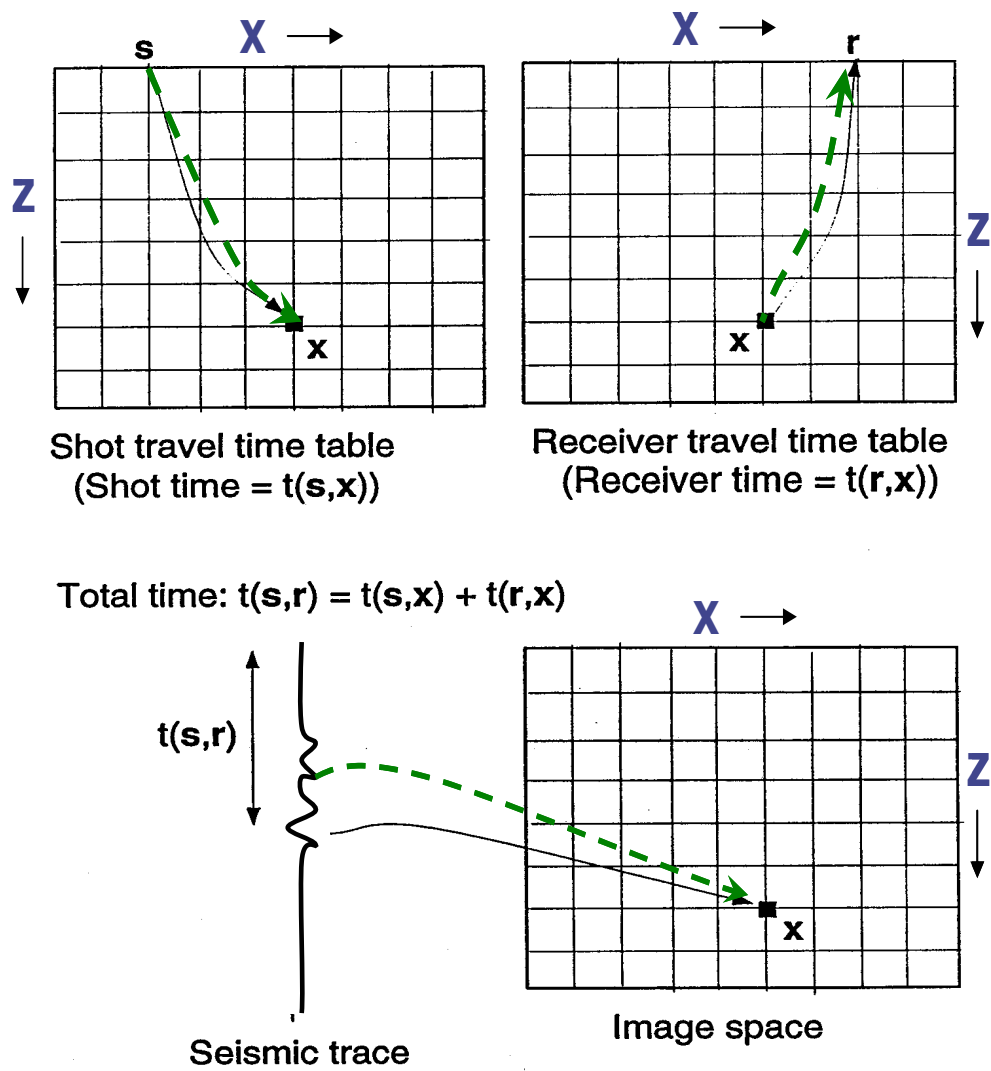 X
s
Z
x
Shot travel time table
(Shot time = t(s,x))
X
r
Z
x
Receiver travel time table
(Receiver time = t(r,x))
Total time: t(s,r) = t(s,x) + t(r,x)
t(s,r)
Seismic trace
X
Z
x
Image space